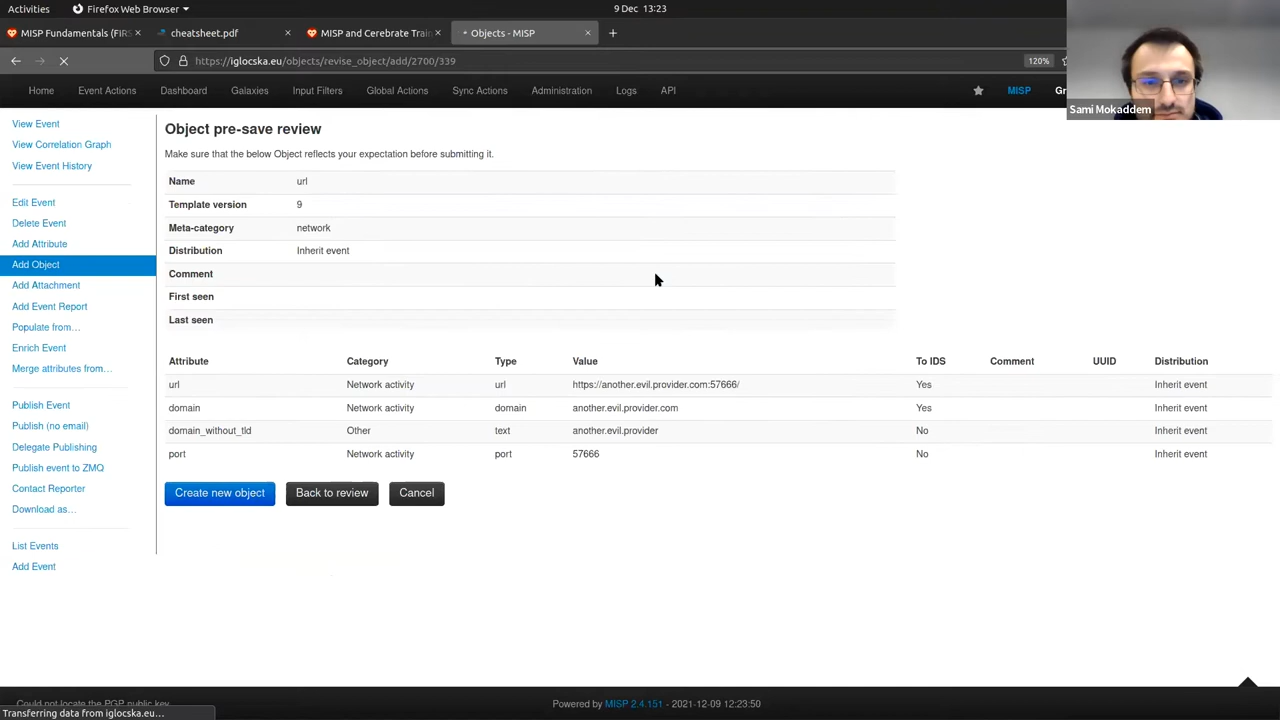 Activities
Firefox Web Browser
9 Dec 13:23
MISP Fundamentals (FIRS
cheatsheet.pdf
MISP and Cerebrate Train
Objects - MISP
https://iglocska.eu/objects/revise_object/add/2700/339
120%
Home
Event Actions
Dashboard
Galaxies
Input Filters
Global Actions
Sync Actions
Administration
Logs
API
MISP
Gr
Sami Mokaddem
View Event
View Correlation Graph
View Event History
Edit Event
Delete Event
Add Attribute
Add Object
Add Attachment
Add Event Report
Populate from…
Enrich Event
Merge attributes from…
Publish Event
Publish (no email)
Delegate Publishing
Publish event to ZMQ
Contact Reporter
Download as…
List Events
Add Event
Object pre-save review
Make sure that the below Object reflects your expectation before submitting it.
Name url
Template version 9
Meta-category network
Distribution Inherit event
Comment
First seen
Last seen
Attribute Category Type Value To IDS Comment UUID Distribution
url Network activity url https://another.evil.provider.com:57666/ Yes Inherit event
domain Network activity domain another.evil.provider.com Yes Inherit event
domain_without_tld Other text another.evil.provider No Inherit event
port Network activity port 57666 No Inherit event
Create new object
Back to review
Cancel
Could not locate the PGP public key
Powered by MISP 2.4.151 - 2021-12-09 12:23:50
Transferring data from iglocska.eu…